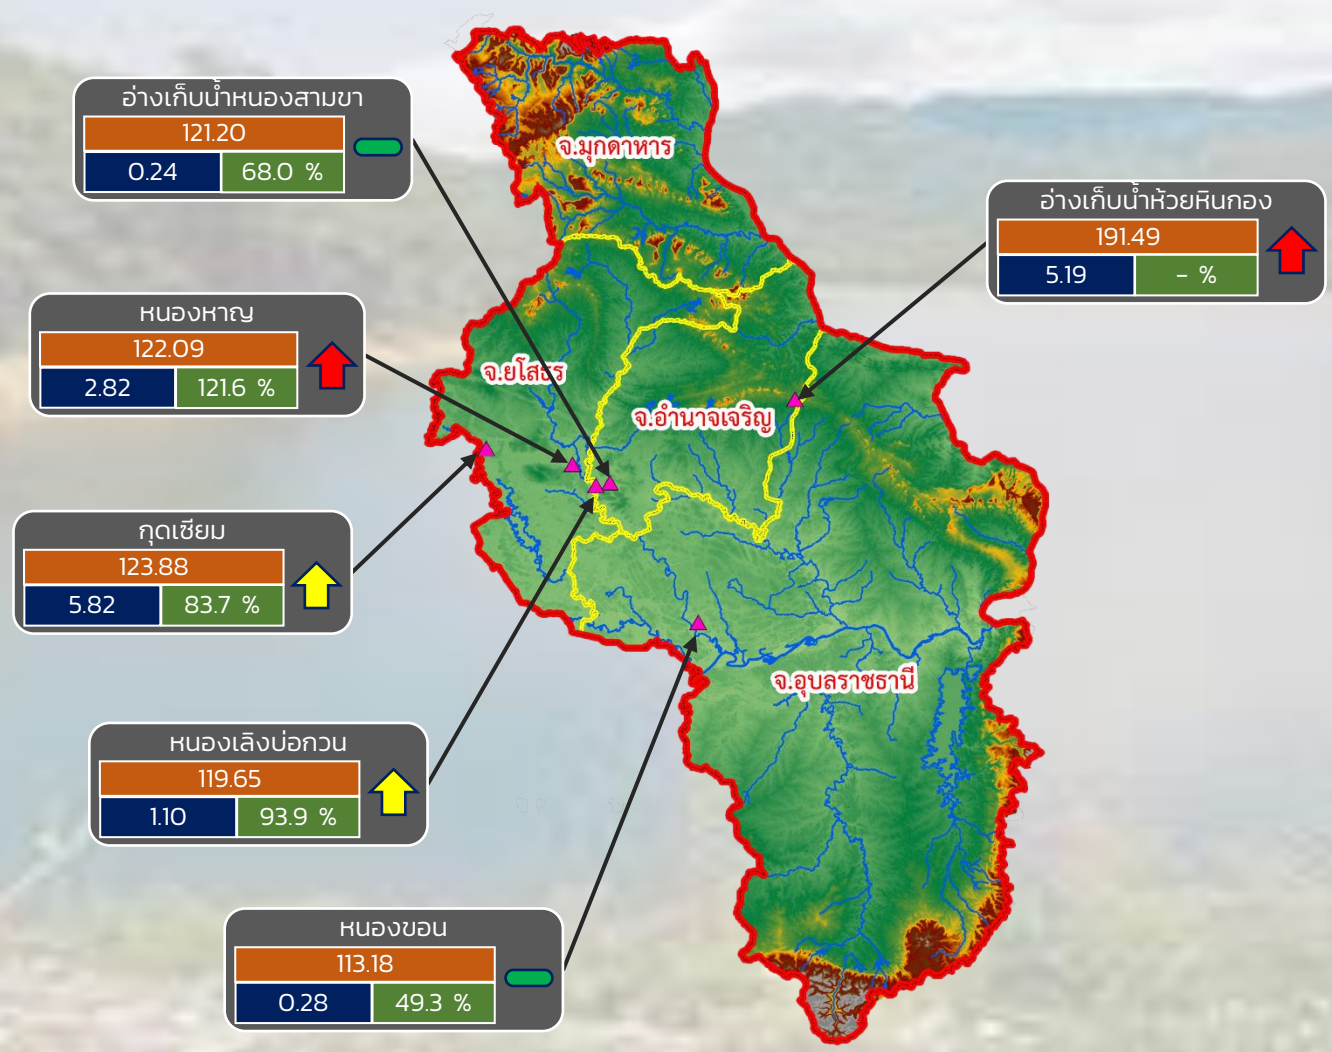 อ่างเก็บน้ำหนองสามขา
121.20
0.24 68.0 %
จ.มุกดาหาร
อ่างเก็บน้ำห้วยหินกอง
191.49
5.19 - %
หนองหาญ
122.09
2.82 121.6 %
จ.ยโสธร
จ.อำนาจเจริญ
กุดเซียม
123.88
5.82 83.7 %
จ.อุบลราชธานี
หนองเลิงบ่อกวน
119.65
1.10 93.9 %
หนองขอน
113.18
0.28 49.3 %